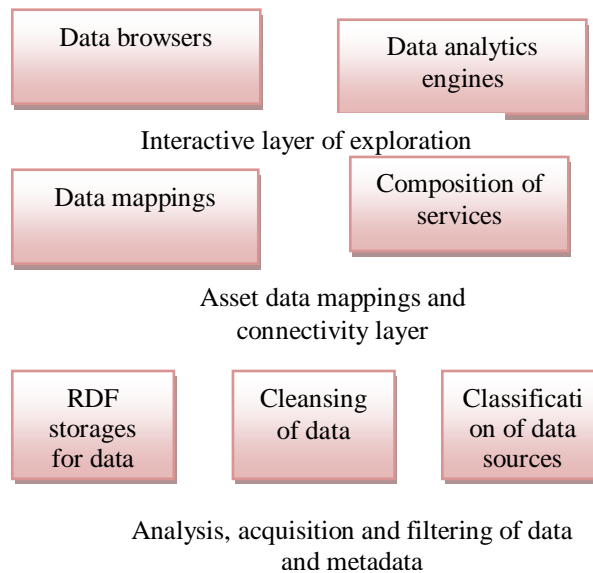 Data browsers
Data analytics
engines
Interactive layer of exploration
Data mappings
Composition of
services
Asset data mappings and
connectivity layer
RDF
storages
for data
Cleansing
of data
Classificati
on of data
sources
Analysis, acquisition and filtering of data
and metadata